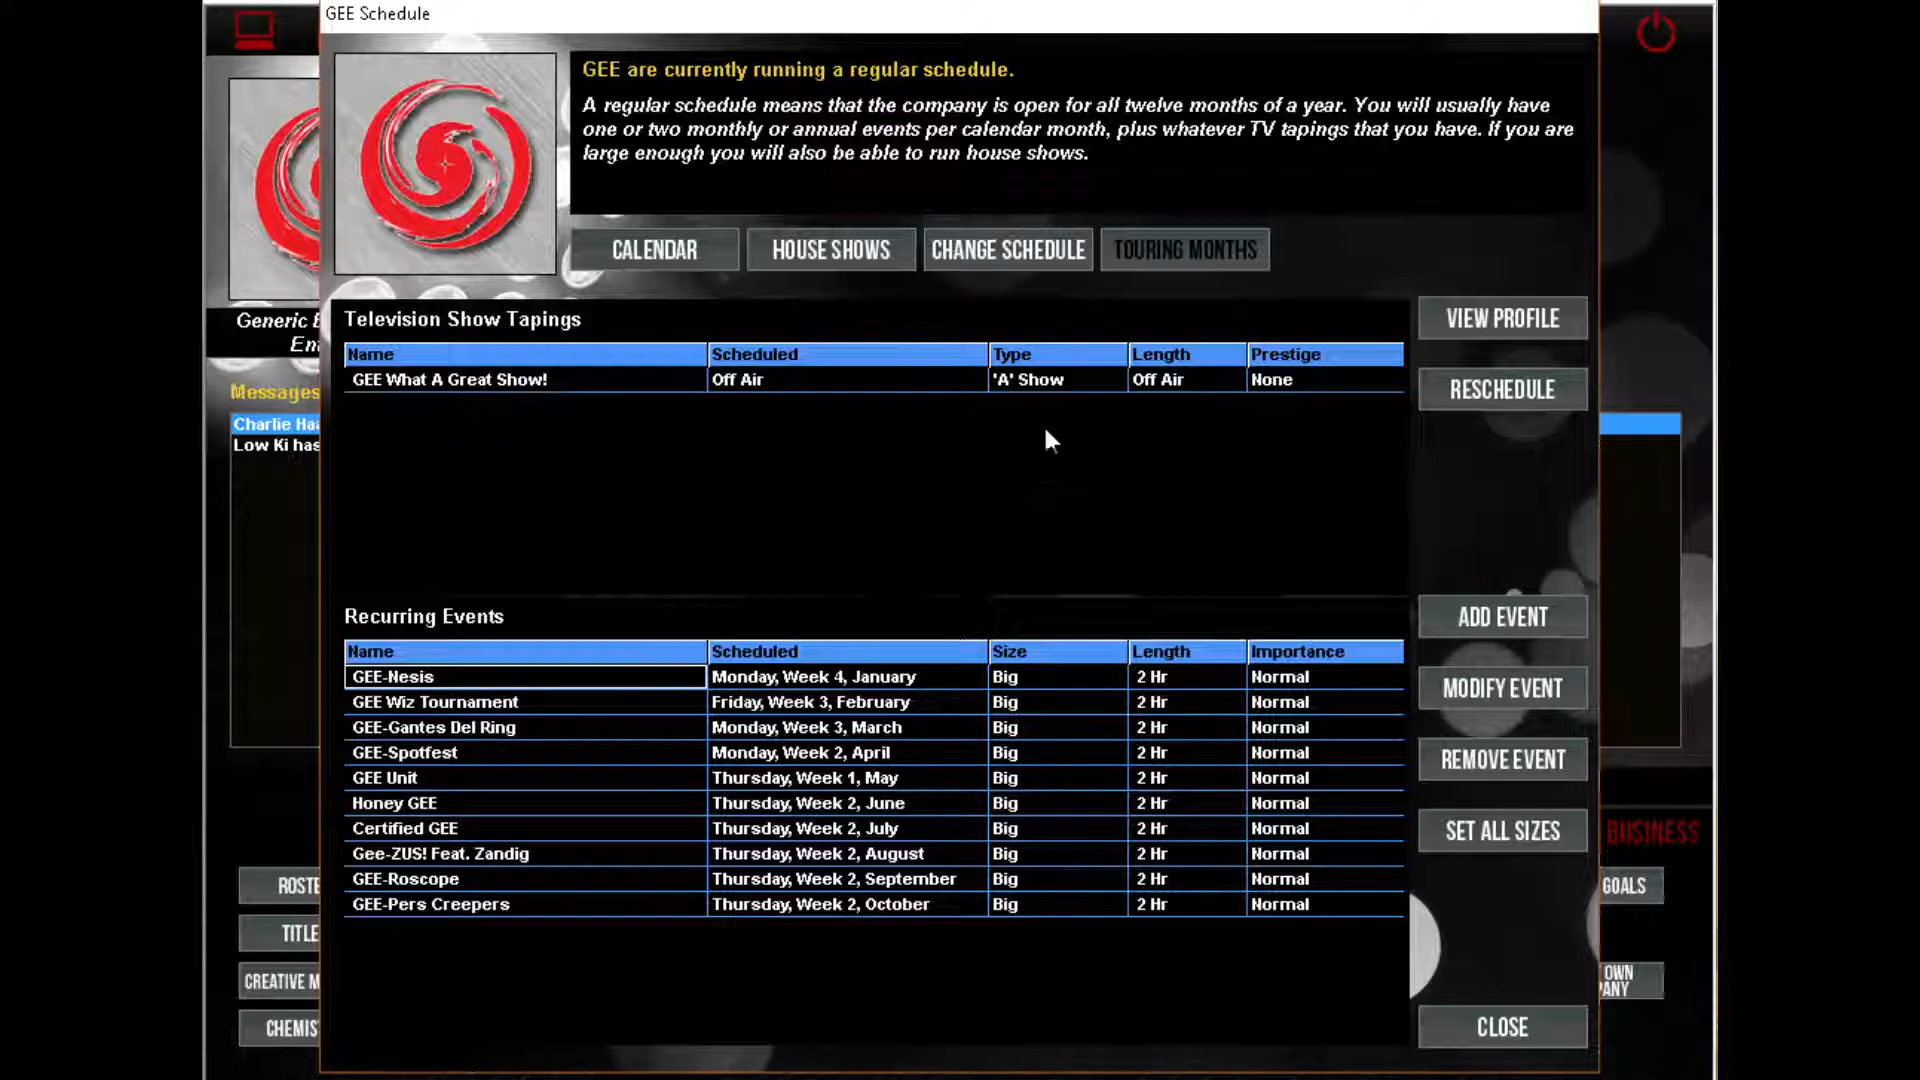 GEE Schedule
GEE are currently running a regular schedule.
A regular schedule means that the company is open for all twelve months of a year. You will usually have
one or two monthly or annual events per calendar month, plus whatever TV tapings that you have. If you are
large enough you will also be able to run house shows.
CALENDAR HOUSE SHOWS CHANGE SCHEDULE TOURING MONTHS
Generic
Television Show Tapings
VIEW PROFILE
Name Scheduled Type Length Prestige
GEE What A Great Show! Off Air 'A' Show Off Air None
RESCHEDULE
Messages
Charlie
Low Ki has
Recurring Events
ADD EVENT
Name Scheduled Size Length Importance
GEE-Nesis Monday, Week 4, January Big 2 Hr Normal
MODIFY EVENT
GEE Wiz Tournament Friday, Week 3, February Big 2 Hr Normal
GEE-Gantes Del Ring Monday, Week 3, March Big 2 Hr Normal
GEE-Spotfest Monday, Week 2, April Big 2 Hr Normal
REMOVE EVENT
GEE Unit Thursday, Week 1, May Big 2 Hr Normal
Honey GEE Thursday, Week 2, June Big 2 Hr Normal
Certified GEE Thursday, Week 2, July Big 2 Hr Normal
SET ALL SIZES
BUSINESS
Gee-ZUS! Feat. Zandig Thursday, Week 2, August Big 2 Hr Normal
GEE-Roscope Thursday, Week 2, September Big 2 Hr Normal
GOALS
GEE-Pers Creepers Thursday, Week 2, October Big 2 Hr Normal
TITLE
CREATIVE
OWN
CLOSE